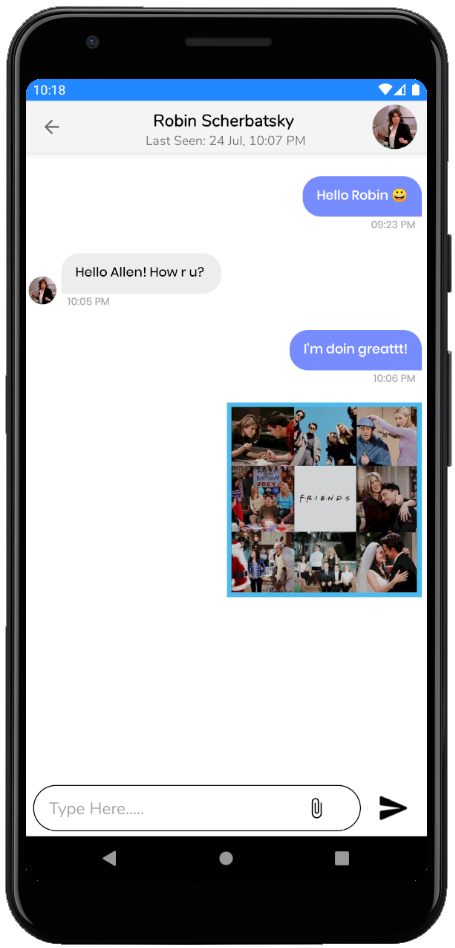 10:18
Robin Scherbatsky
Last Seen: 24 Jul, 10:07 PM
Hello Robin 😀
09:23 PM
Hello Allen! How r u?
10:05 PM
I'm doin greattt!
10:06 PM
F·R·I·E·N·D·S
Type Here.....